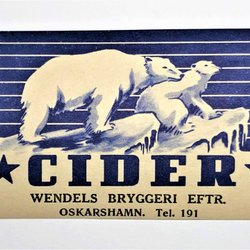 CIDER
WENDELS BRYGGERI EFTR.
OSKARSHAMN. Tel. 191